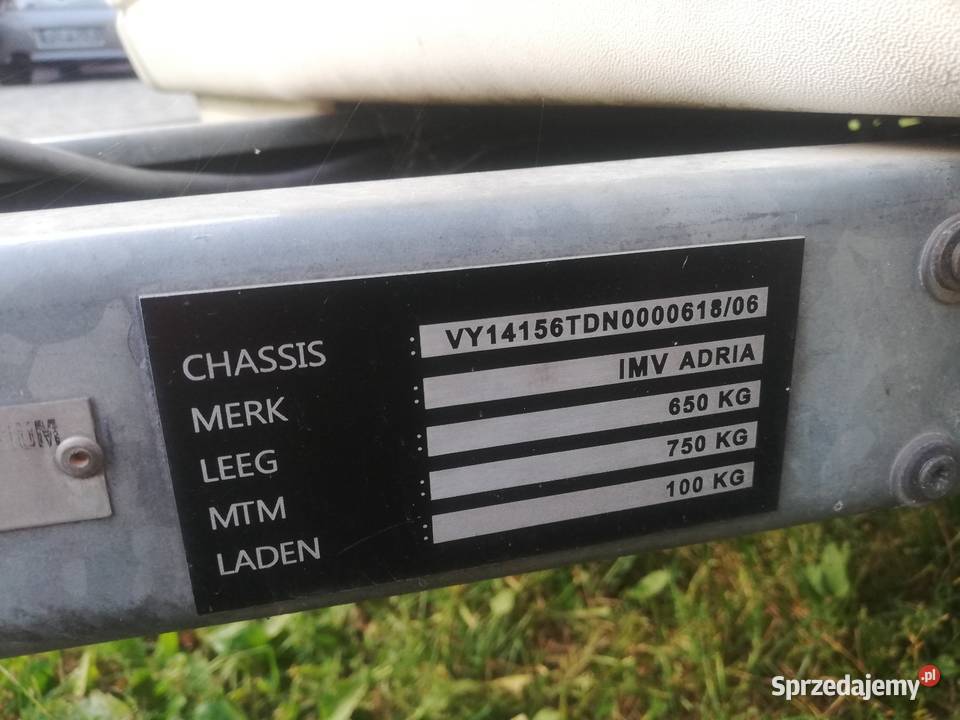 CHASSIS : VY14156TDN0000618/06
MERK : IMV ADRIA
LEEG : 650 KG
MTM : 750 KG
LADEN : 100 KG
Sprzedajemy.pl